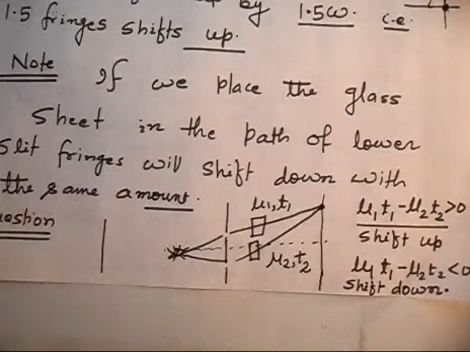 by 1.5ω. i.e.
1.5 fringes shifts up.
Note If we place the glass
Sheet in the path of lower
Slit fringes will shift down with
the same amount.
μ₁,t₁
μ₂,t₂
μ₁t₁-μ₂t₂>0
Shift up
μ₁t₁-μ₂t₂<0
Shift down.